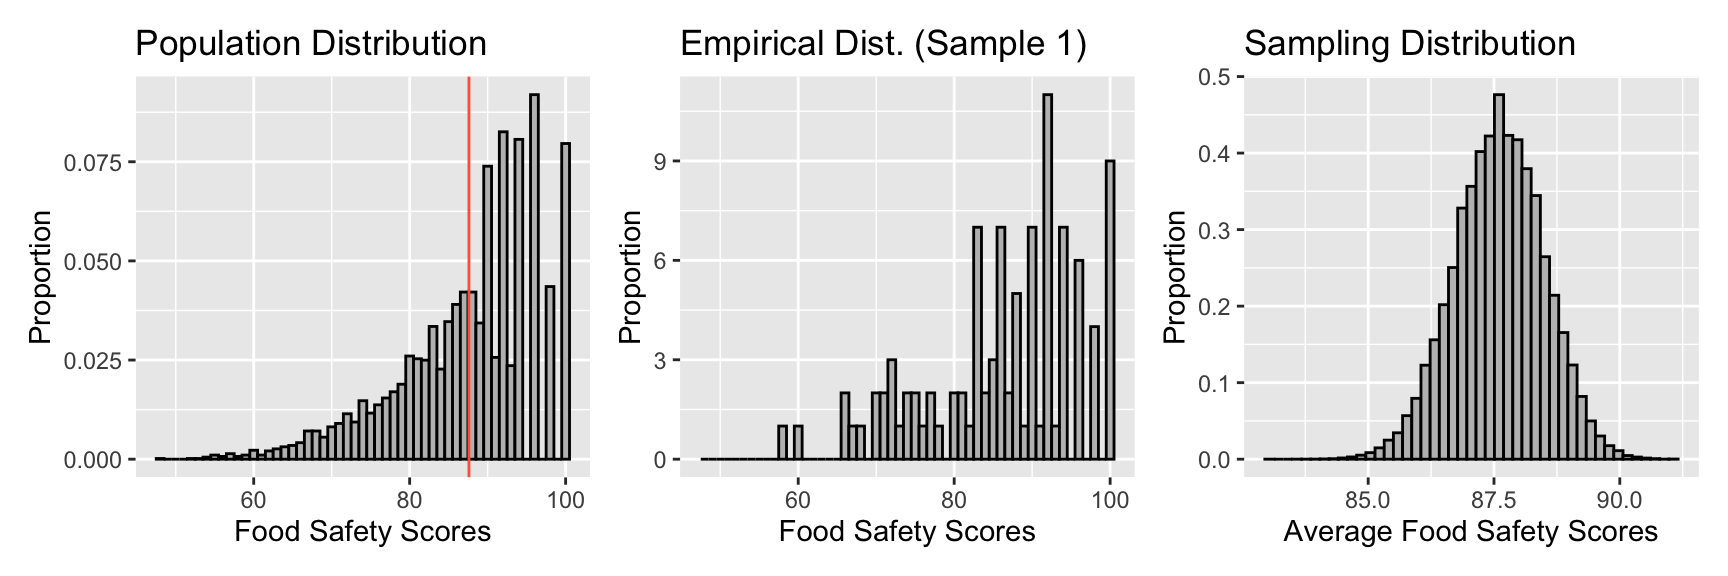 Population Distribution
0.075
0.050
0.025
0.000
Proportion
60 80 100
Food Safety Scores
Empirical Dist. (Sample 1)
9
6
3
0
Proportion
60 80 100
Food Safety Scores
Sampling Distribution
0.5
0.4
0.3
0.2
0.1
0.0
Proportion
85.0 87.5 90.0
Average Food Safety Scores